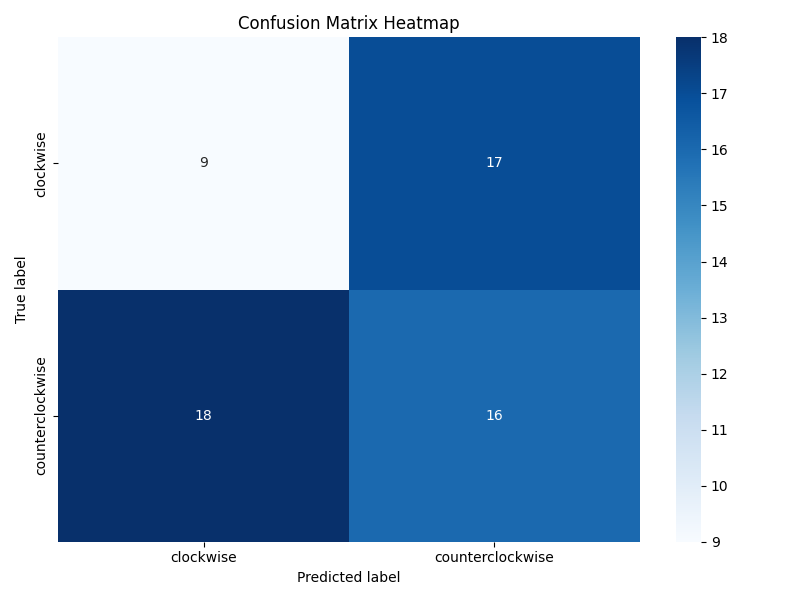 Confusion Matrix Heatmap
True label
clockwise
counterclockwise
9
17
18
16
clockwise
counterclockwise
Predicted label
18
17
16
15
14
13
12
11
10
9